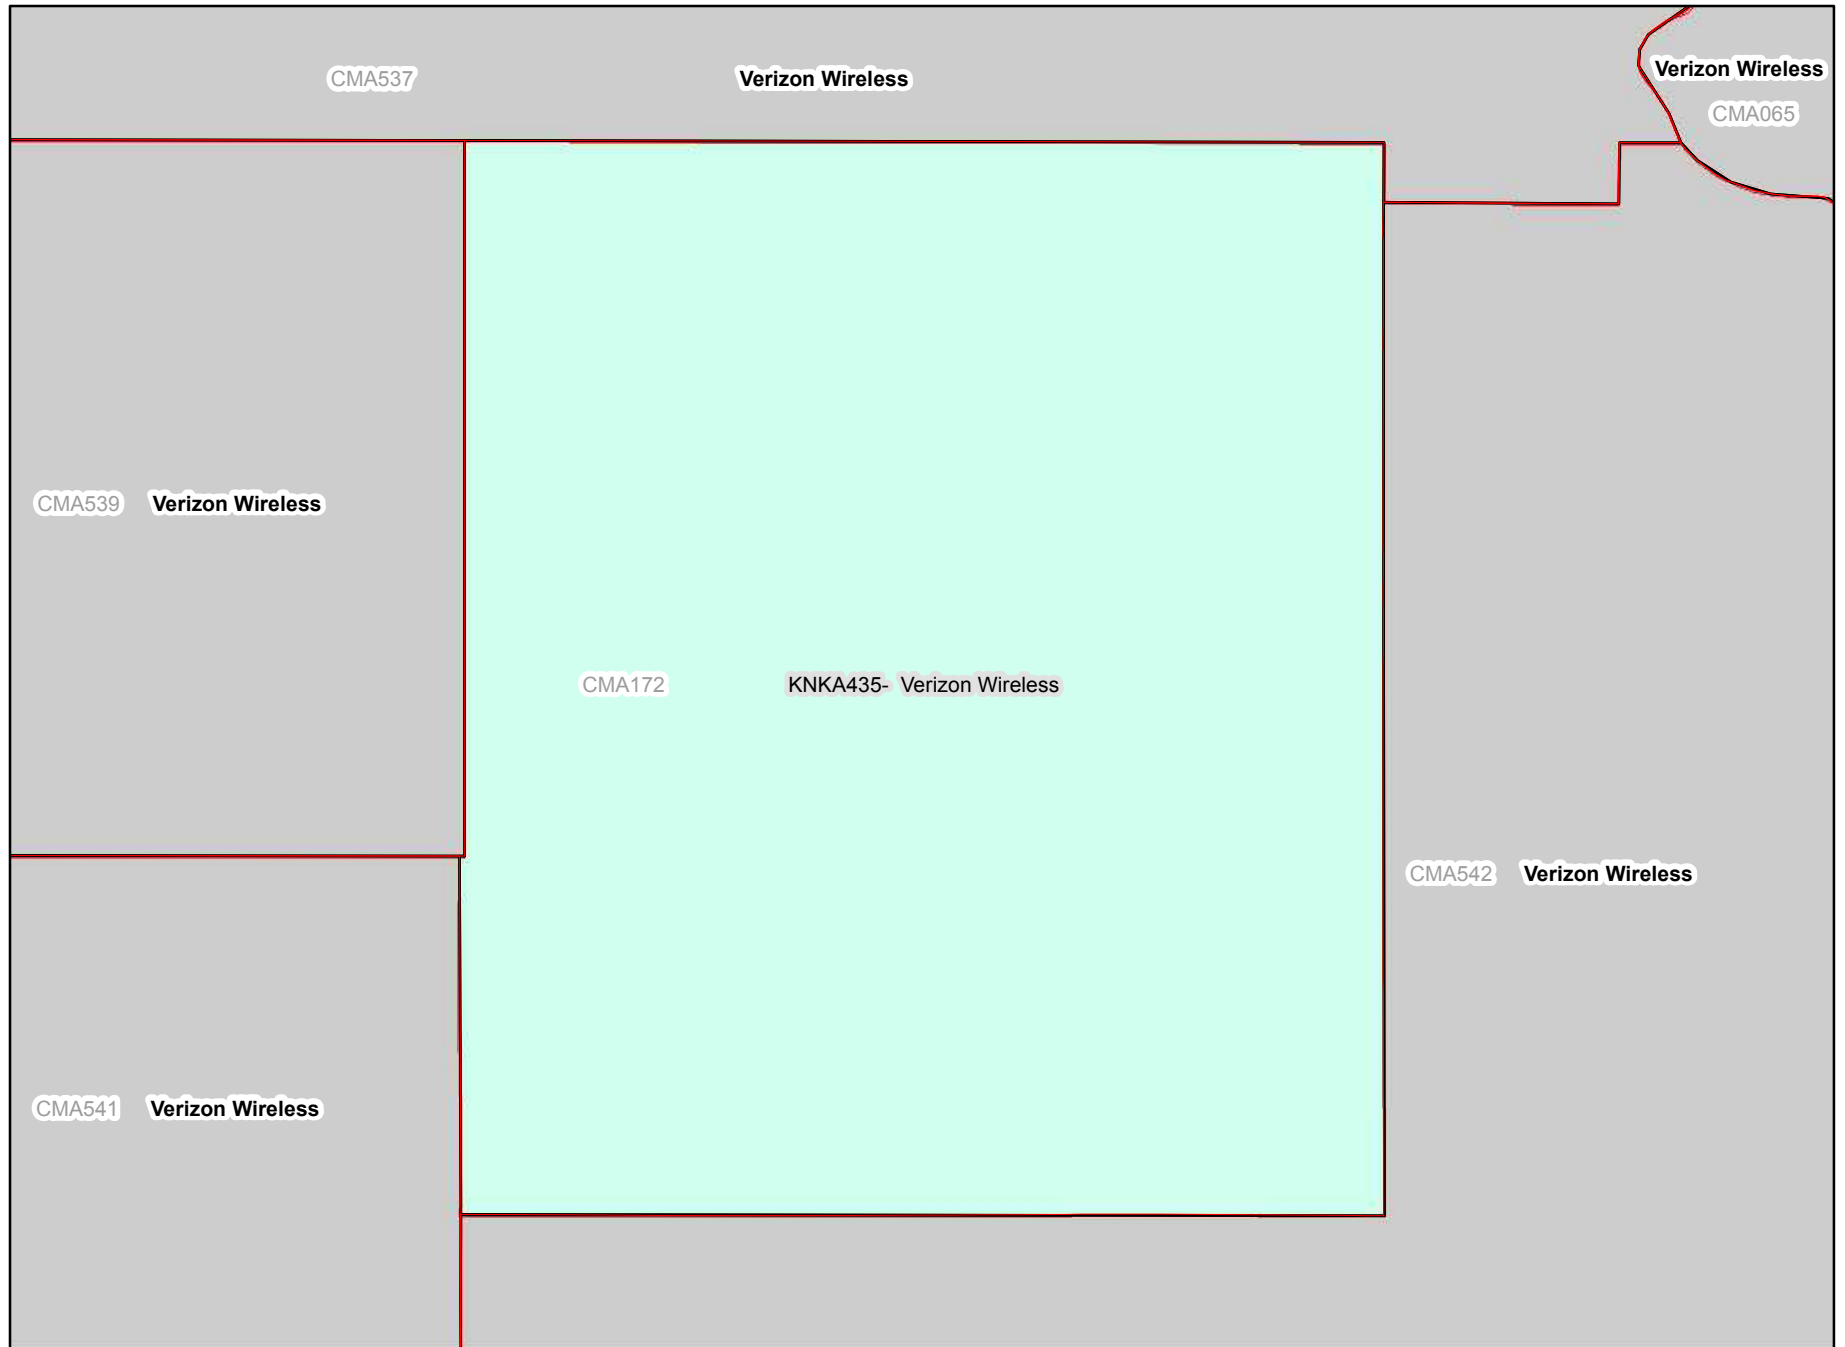 CMA537 Verizon Wireless
Verizon Wireless
CMA065
CMA539 Verizon Wireless
CMA172 KNKA435- Verizon Wireless
CMA542 Verizon Wireless
CMA541 Verizon Wireless